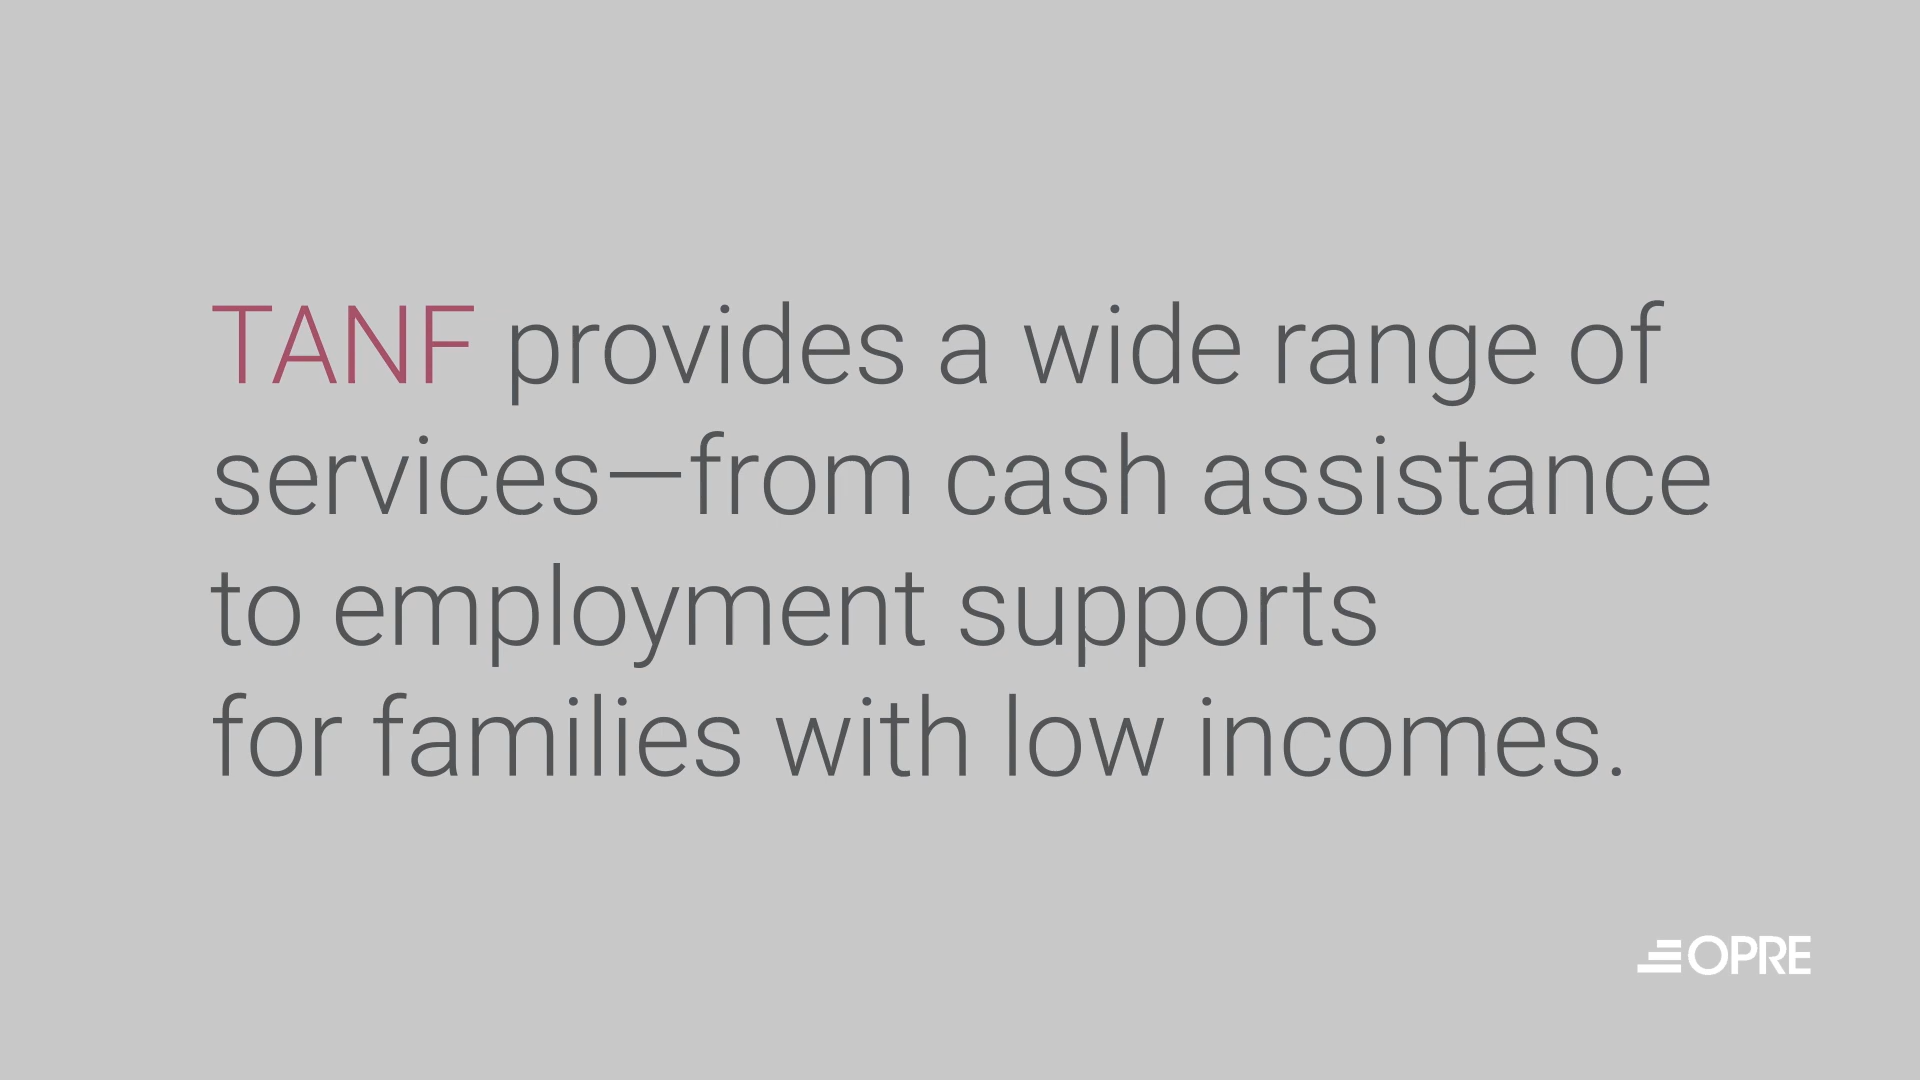 TANF provides a wide range of
services—from cash assistance
to employment supports
for families with low incomes.
OPRE